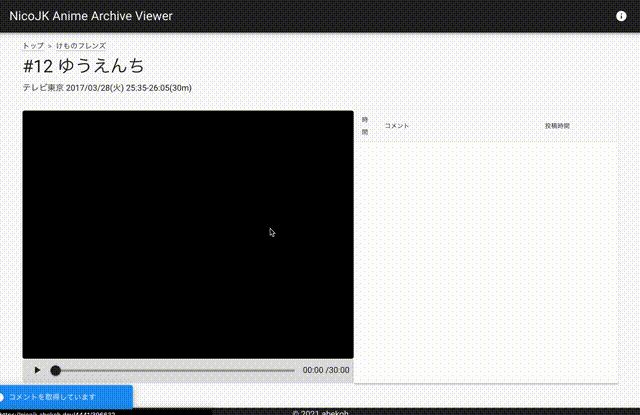 NicoJK Anime Archive Viewer
トップ > けものフレンズ
#12 ゆうえんち
テレビ東京 2017/03/28(火) 25:35-26:05(30m)
時間
コメント
投稿時間
00:00 /30:00
コメントを取得しています
© 2021 abekoh